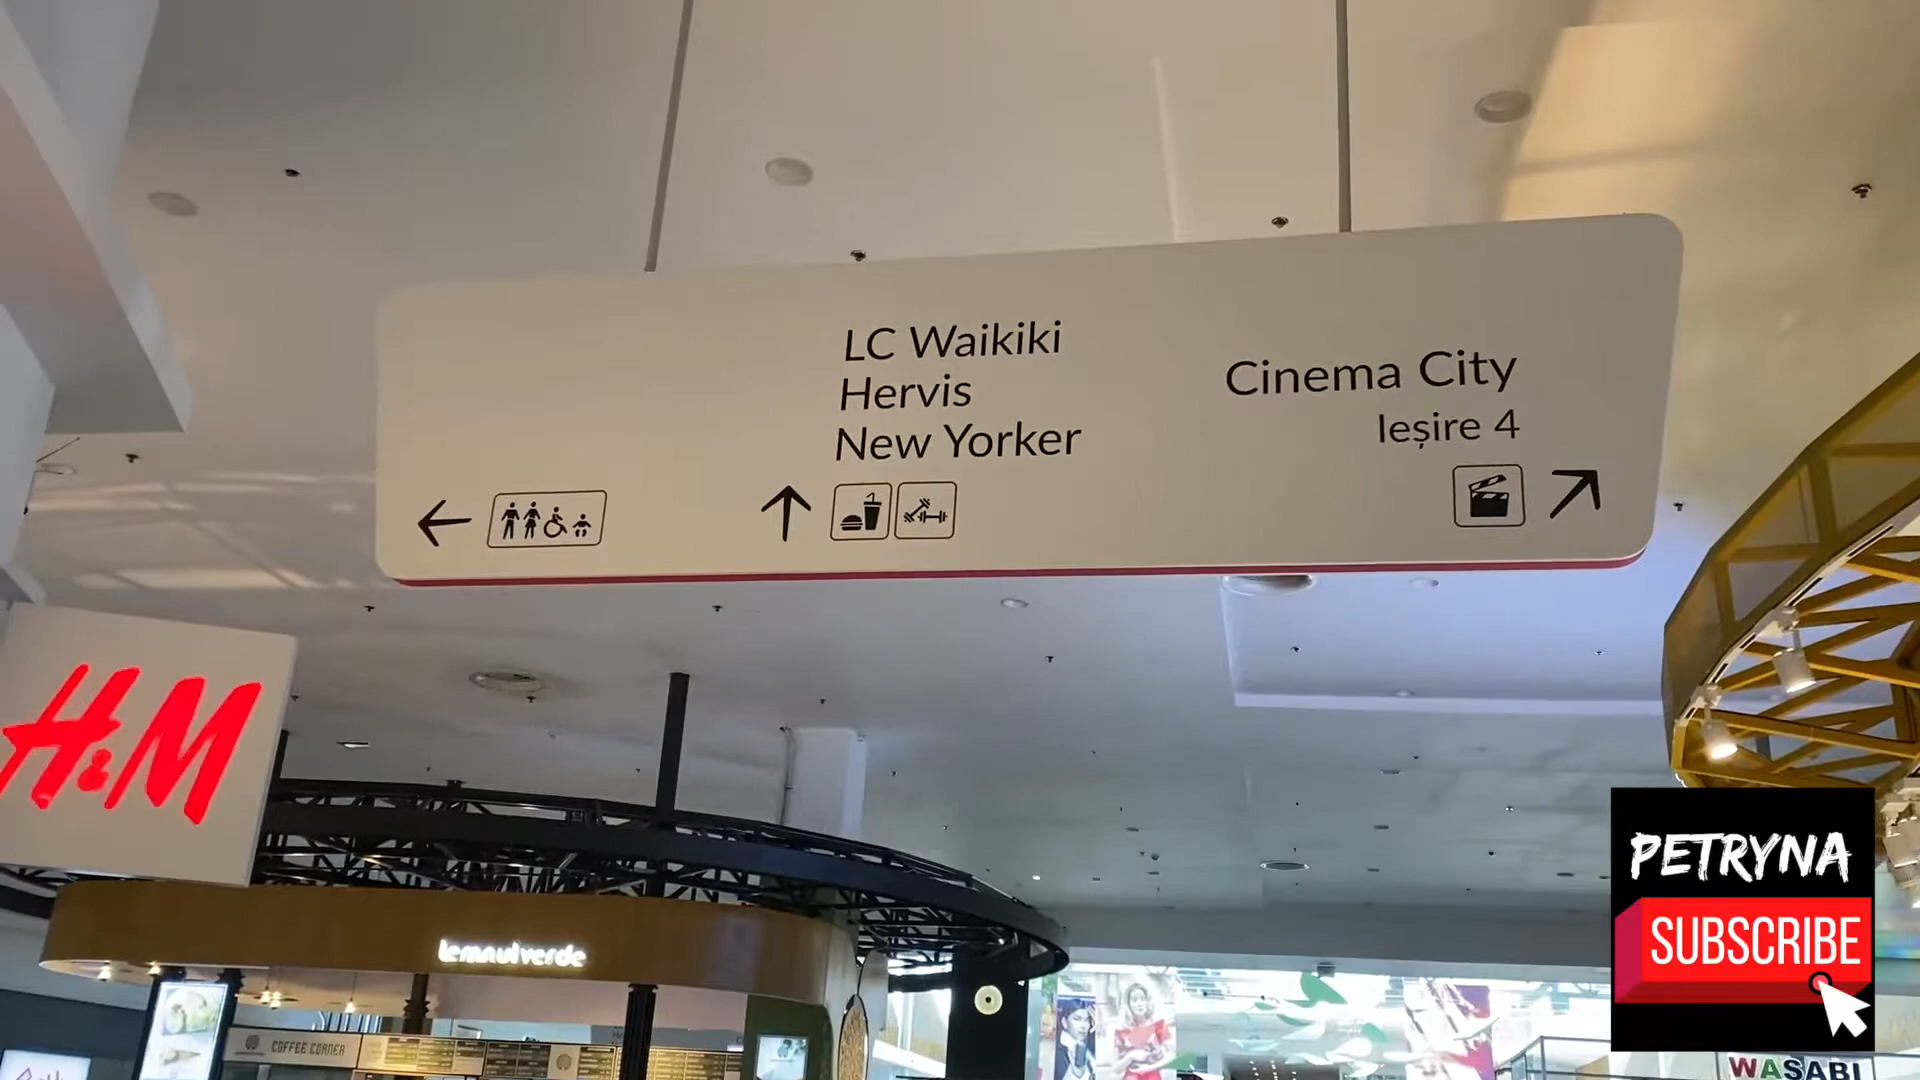 LC Waikiki
Hervis
New Yorker
Cinema City
Ieșire 4
H&M
lemnulverde
COFFEE CORNER
PETRYNA
SUBSCRIBE
WASABI